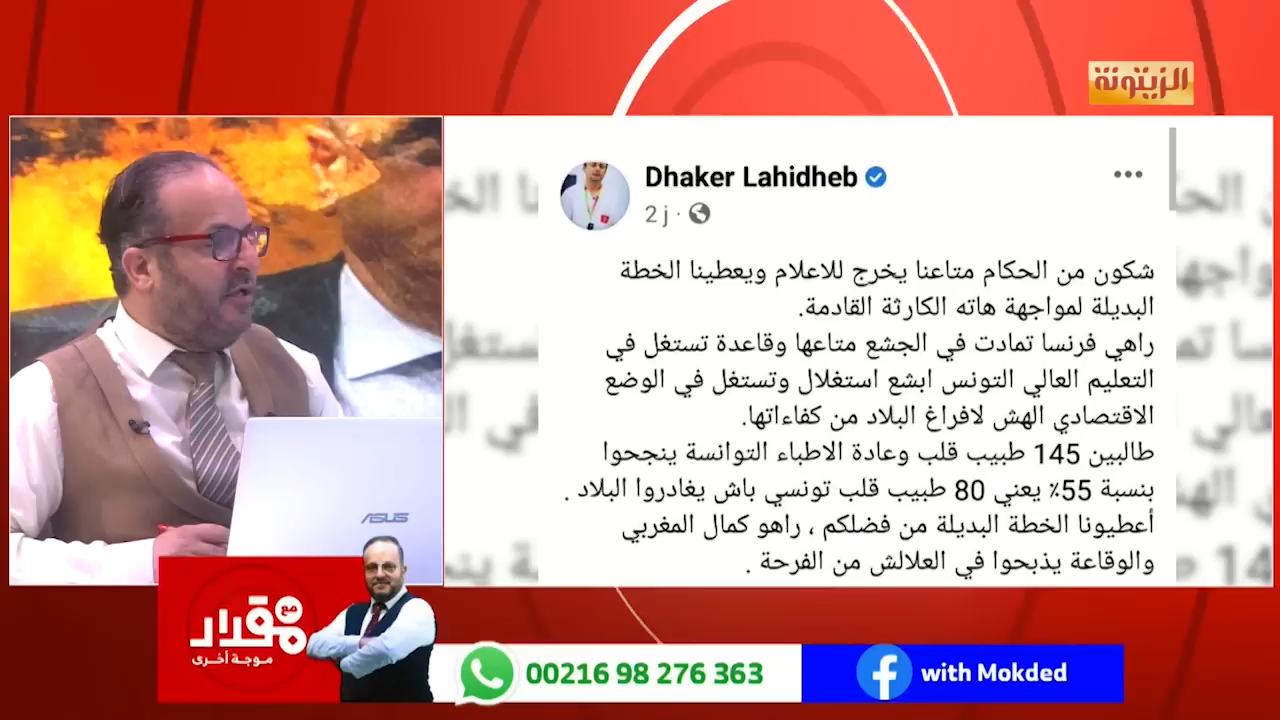 الزيتونة
Dhaker Lahidheb
2 j ·
شكون من الحكام متاعنا يخرج للاعلام ويعطينا الخطة
البديلة لمواجهة هاته الكارثة القادمة.
راهي فرنسا تمادت في الجشع متاعها وقاعدة تستغل في
التعليم العالي التونس ابشع استغلال وتستغل في الوضع
الاقتصادي الهش لافراغ البلاد من كفاءاتها.
طالبين 145 طبيب قلب وعادة الاطباء التوانسة ينجحوا
بنسبة 55٪ يعني 80 طبيب قلب تونسي باش يغادروا البلاد .
أعطيونا الخطة البديلة من فضلكم ، راهو كمال المغربي
والوقاعة يذبحوا في العلالش من الفرحة .
ASUS
مع مقداد
موجة أخرى
00216 98 276 363
with Mokded